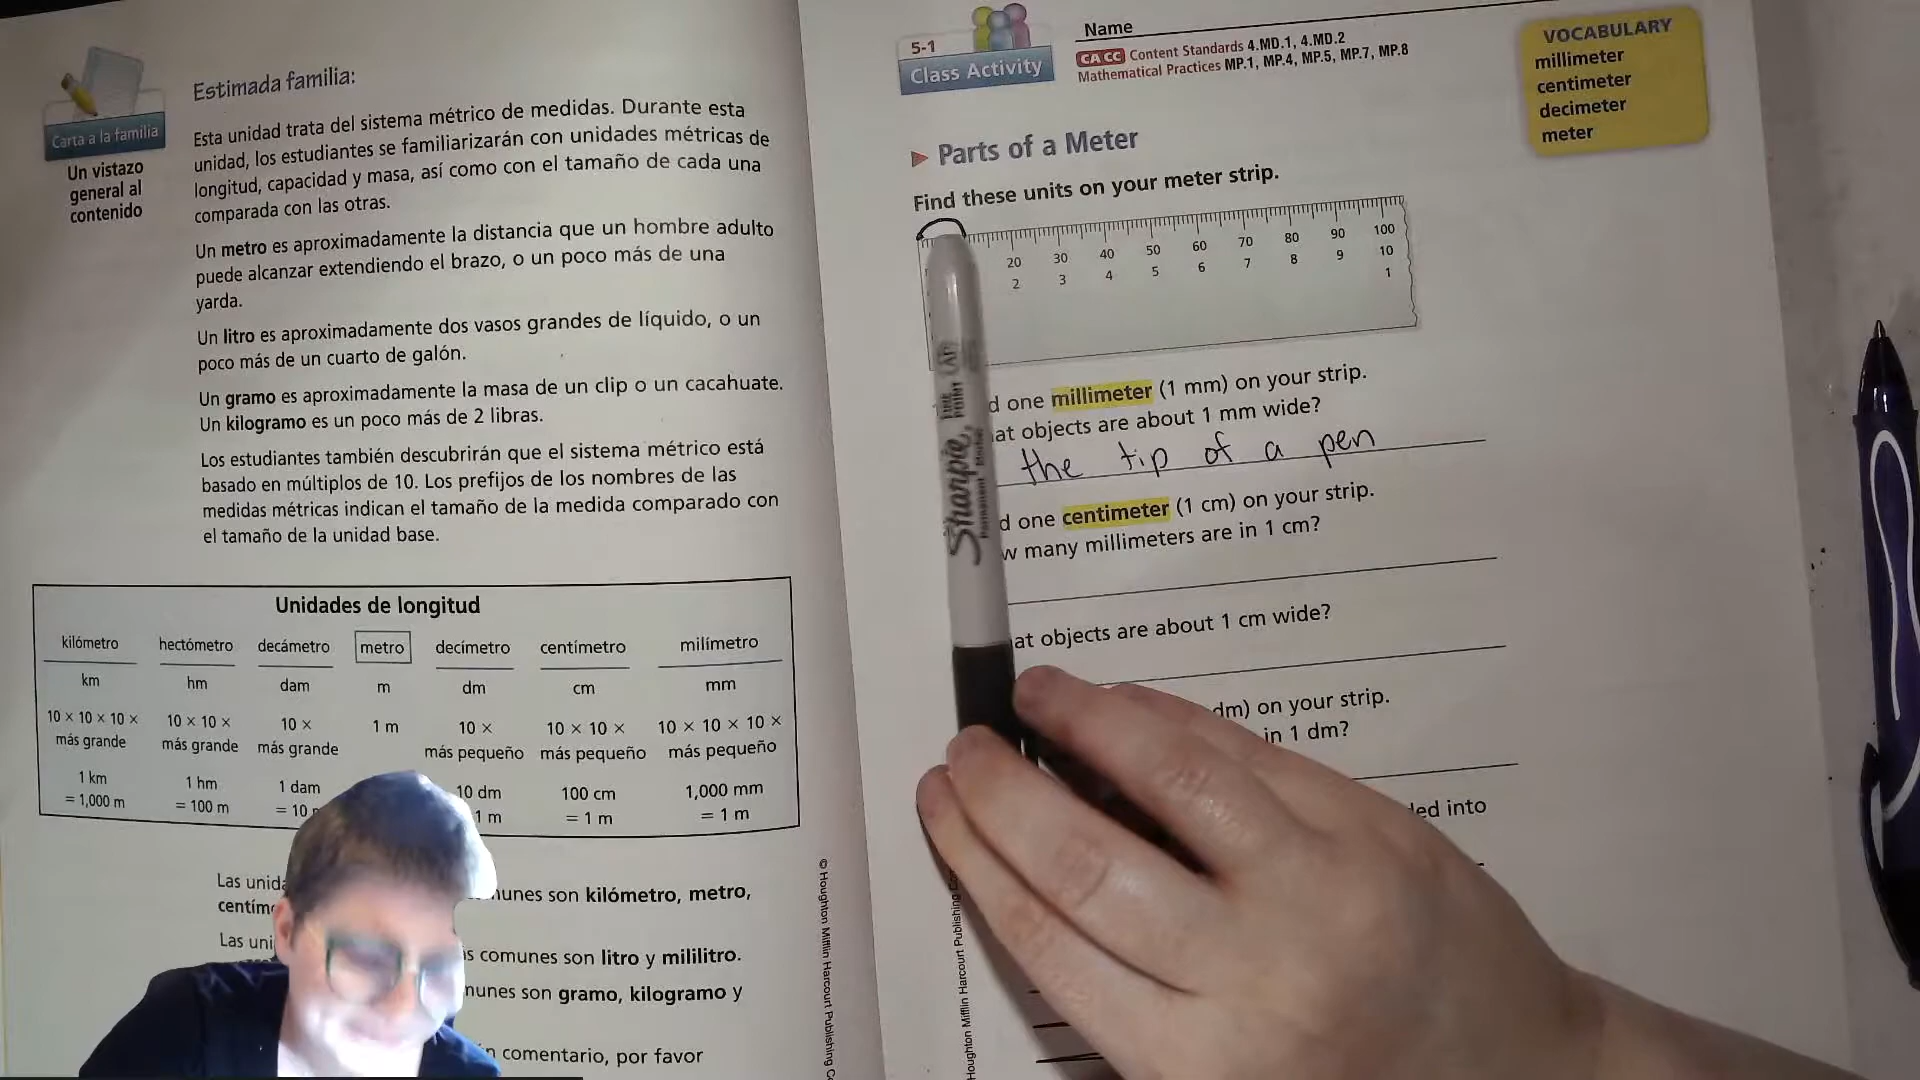 Carta a la familia
Un vistazo
general al
contenido
Estimada familia:
Esta unidad trata del sistema métrico de medidas. Durante esta
unidad, los estudiantes se familiarizarán con unidades métricas de
longitud, capacidad y masa, así como con el tamaño de cada una
comparada con las otras.
Un metro es aproximadamente la distancia que un hombre adulto
puede alcanzar extendiendo el brazo, o un poco más de una
yarda.
Un litro es aproximadamente dos vasos grandes de líquido, o un
poco más de un cuarto de galón.
Un gramo es aproximadamente la masa de un clip o un cacahuate.
Un kilogramo es un poco más de 2 libras.
Los estudiantes también descubrirán que el sistema métrico está
basado en múltiplos de 10. Los prefijos de los nombres de las
medidas métricas indican el tamaño de la medida comparado con
el tamaño de la unidad base.
Unidades de longitud
kilómetro hectómetro decámetro metro decímetro centímetro milímetro
km hm dam m dm cm mm
10 × 10 × 10 × 10 × 10 × 10 × 1 m 10 × 10 × 10 × 10 × 10 × 10 ×
más grande más grande más grande más pequeño más pequeño más pequeño
1 km 1 hm 1 dam 10 dm 100 cm 1,000 mm
= 1,000 m = 100 m = 10 1 m = 1 m = 1 m
Las son kilómetro, metro,
Las comunes son litro y mililitro.
son gramo, kilogramo y
comentario, por favor
© Houghton Mifflin Harcourt Publishing
5-1
Class Activity
Name
CA CC Content Standards 4.MD.1, 4.MD.2
Mathematical Practices MP.1, MP.4, MP.5, MP.7, MP.8
VOCABULARY
millimeter
centimeter
decimeter
meter
Parts of a Meter
Find these units on your meter strip.
20 30 40 50 60 70 80 90 100
2 3 4 5 6 7 8 9 10
1
one millimeter (1 mm) on your strip.
objects are about 1 mm wide?
the tip of a pen
one centimeter (1 cm) on your strip.
many millimeters are in 1 cm?
objects are about 1 cm wide?
dm) on your strip.
in 1 dm?
into
Houghton Mifflin Harcourt Publishing
Sharpie
FINE POINT
Permanent Marker
AP